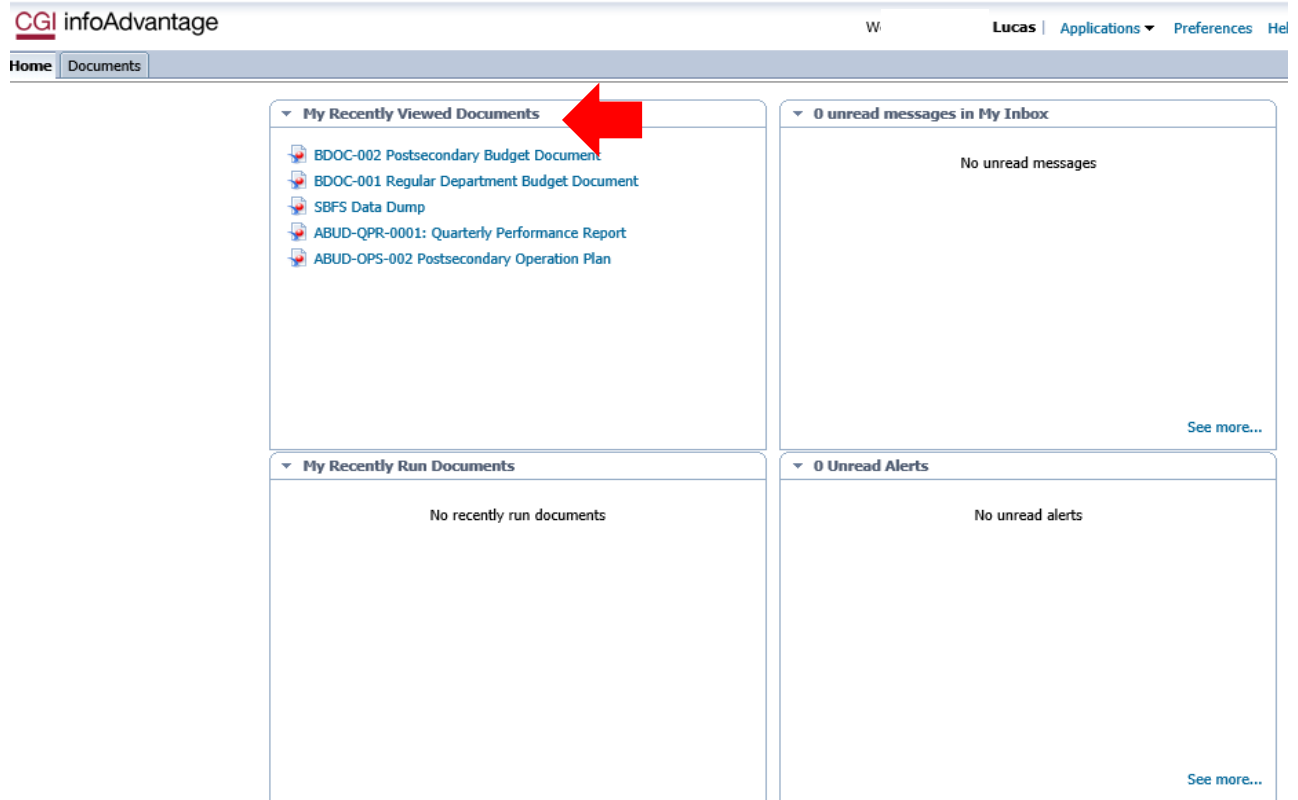 CGI infoAdvantage
Lucas | Applications Preferences
Home Documents
My Recently Viewed Documents
BDOC-002 Postsecondary Budget Document
BDOC-001 Regular Department Budget Document
SBFS Data Dump
ABUD-QPR-0001: Quarterly Performance Report
ABUD-OPS-002 Postsecondary Operation Plan
0 unread messages in My Inbox
No unread messages
See more...
My Recently Run Documents
No recently run documents
0 Unread Alerts
No unread alerts
See more...